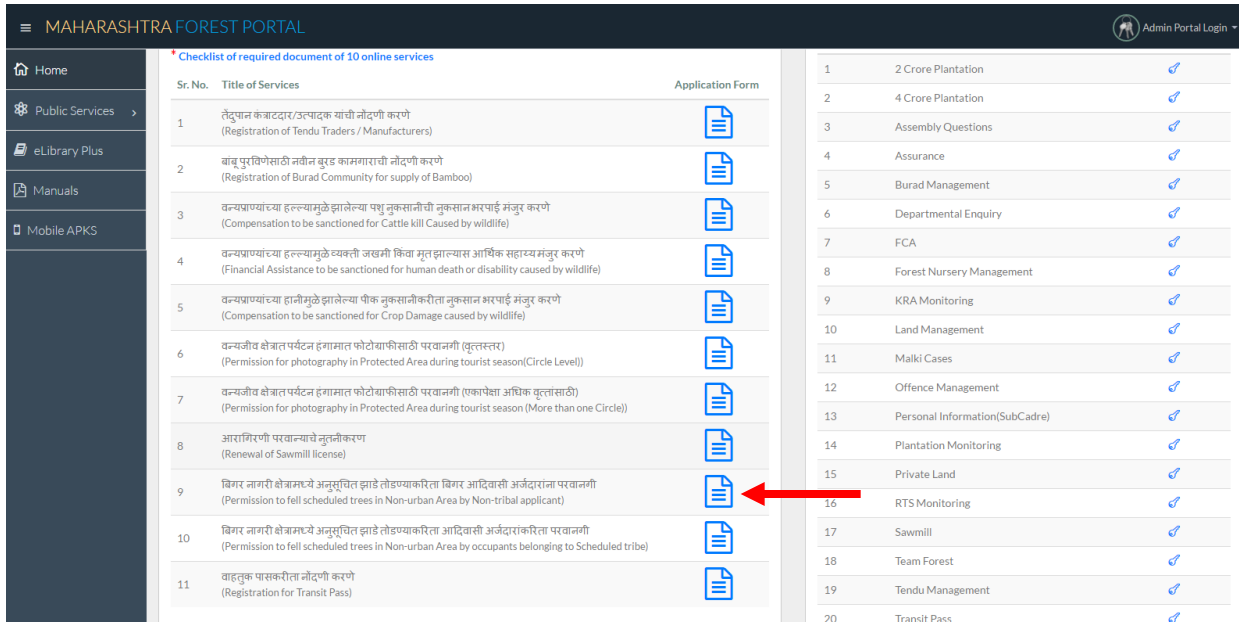 ≡ MAHARASHTRA FOREST PORTAL
Admin Portal Login
Home
Public Services >
eLibrary Plus
Manuals
Mobile APKS
* Checklist of required document of 10 online services
Sr. No. Title of Services Application Form
1 तेंदुपान कंत्राटदार/उत्पादक यांची नोंदणी करणे
(Registration of Tendu Traders / Manufacturers)
2 बांबू पुरविणेसाठी नवीन बुरड कामगाराची नोंदणी करणे
(Registration of Burad Community for supply of Bamboo)
3 वन्यप्राण्यांच्या हल्ल्यामुळे झालेल्या पशु नुकसानीची नुकसान भरपाई मंजुर करणे
(Compensation to be sanctioned for Cattle kill Caused by wildlife)
4 वन्यप्राण्यांच्या हल्ल्यामुळे व्यक्ती जखमी किंवा मृत झाल्यास आर्थिक सहाय्य मंजुर करणे
(Financial Assistance to be sanctioned for human death or disability caused by wildlife)
5 वन्यप्राण्यांच्या हानीमुळे झालेल्या पीक नुकसानीकरीता नुकसान भरपाई मंजुर करणे
(Compensation to be sanctioned for Crop Damage caused by wildlife)
6 वन्यजीव क्षेत्रात पर्यटन हंगामात फोटोग्राफीसाठी परवानगी (वृत्तस्तर)
(Permission for photography in Protected Area during tourist season(Circle Level))
7 वन्यजीव क्षेत्रात पर्यटन हंगामात फोटोग्राफीसाठी परवानगी (एकापेक्षा अधिक वृत्तांसाठी)
(Permission for photography in Protected Area during tourist season (More than one Circle))
8 आरागिरणी परवान्याचे नुतनीकरण
(Renewal of Sawmill license)
9 बिगर नागरी क्षेत्रामध्ये अनुसूचित झाडे तोडण्याकरिता बिगर आदिवासी अर्जदारांना परवानगी
(Permission to fell scheduled trees in Non-urban Area by Non-tribal applicant)
10 बिगर नागरी क्षेत्रामध्ये अनुसूचित झाडे तोडण्याकरिता आदिवासी अर्जदारांकरिता परवानगी
(Permission to fell scheduled trees in Non-urban Area by occupants belonging to Scheduled tribe)
11 वाहतुक पासकरीता नोंदणी करणे
(Registration for Transit Pass)
1 2 Crore Plantation
2 4 Crore Plantation
3 Assembly Questions
4 Assurance
5 Burad Management
6 Departmental Enquiry
7 FCA
8 Forest Nursery Management
9 KRA Monitoring
10 Land Management
11 Malki Cases
12 Offence Management
13 Personal Information(SubCadre)
14 Plantation Monitoring
15 Private Land
16 RTS Monitoring
17 Sawmill
18 Team Forest
19 Tendu Management
20 Transit Pass